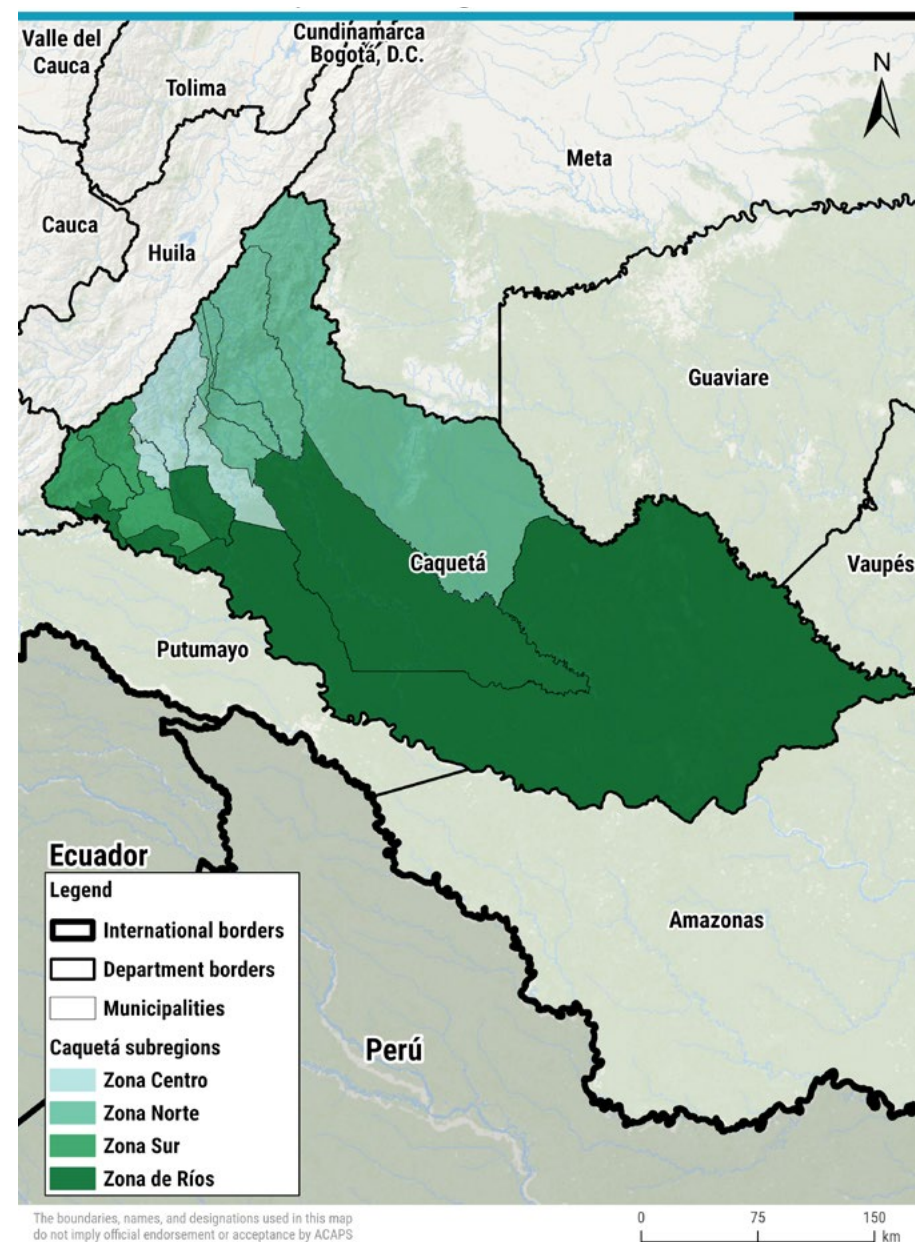 Valle del
Cauca
Cundinamarca
Bogotá, D.C.
Tolima
N
Meta
Cauca
Huila
Guaviare
Caquetá
Vaupés
Putumayo
Ecuador
Legend
International borders
Department borders
Municipalities
Caquetá subregions
Zona Centro
Zona Norte
Zona Sur
Zona de Ríos
Amazonas
Perú
The boundaries, names, and designations used in this map
do not imply official endorsement or acceptance by ACAPS
0 75 150
km